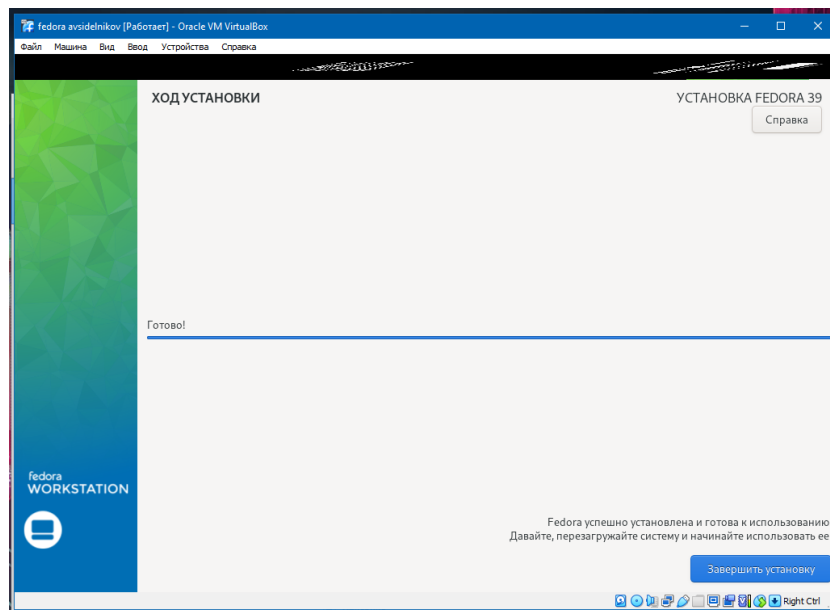 fedora avsidelnikov [Работает] - Oracle VM VirtualBox
Файл Машина Вид Ввод Устройства Справка
ХОД УСТАНОВКИ
УСТАНОВКА FEDORA 39
Справка
Готово!
fedora
WORKSTATION
Fedora успешно установлена и готова к использованию
Давайте, перезагружайте систему и начинайте использовать ее
Завершить установку
Right Ctrl